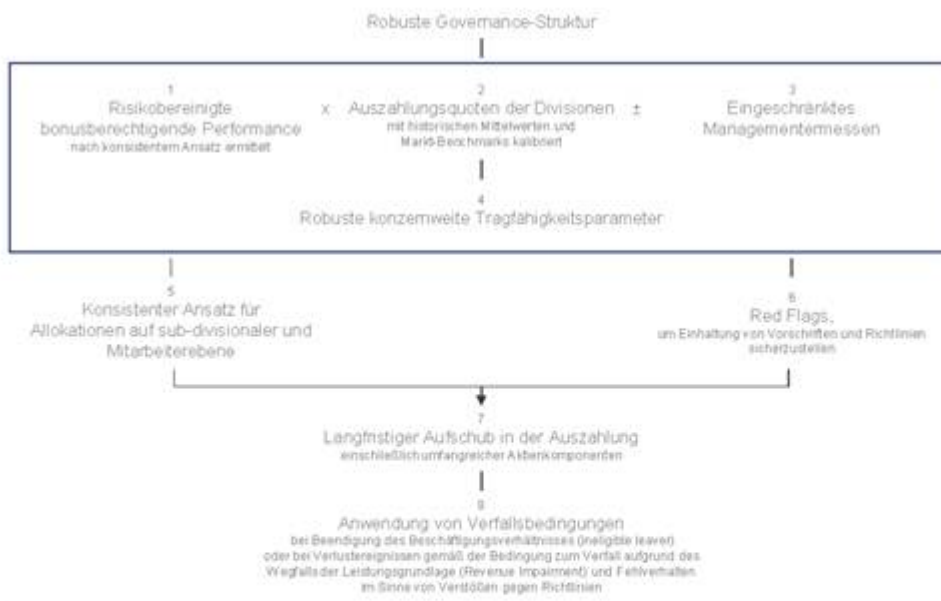 Robuste Governance-Struktur
1
Risikobereinigte
bonusberechtigende Performance
nach konsistentem Ansatz ermittelt
x
2
Auszahlungsquoten der Divisionen
mit historischen Mittelwerten und
Markt-Benchmarks kalibriert
±
3
Eingeschränktes
Managementermessen
4
Robuste konzernweite Tragfähigkeitsparameter
5
Konsistenter Ansatz für
Allokationen auf sub-divisionaler und
Mitarbeiterebene
6
Red Flags,
um Einhaltung von Vorschriften und Richtlinien
sicherzustellen
7
Langfristiger Aufschub in der Auszahlung
einschließlich umfangreicher Aktienkomponenten
8
Anwendung von Verfallsbedingungen
bei Beendigung des Beschäftigungsverhältnisses (ineligible leaver)
oder bei Verlustereignissen gemäß der Bedingung zum Verfall aufgrund des
Wegfalls der Leistungsgrundlage (Revenue Impairment) und Fehlverhalten
im Sinne von Verstößen gegen Richtlinien